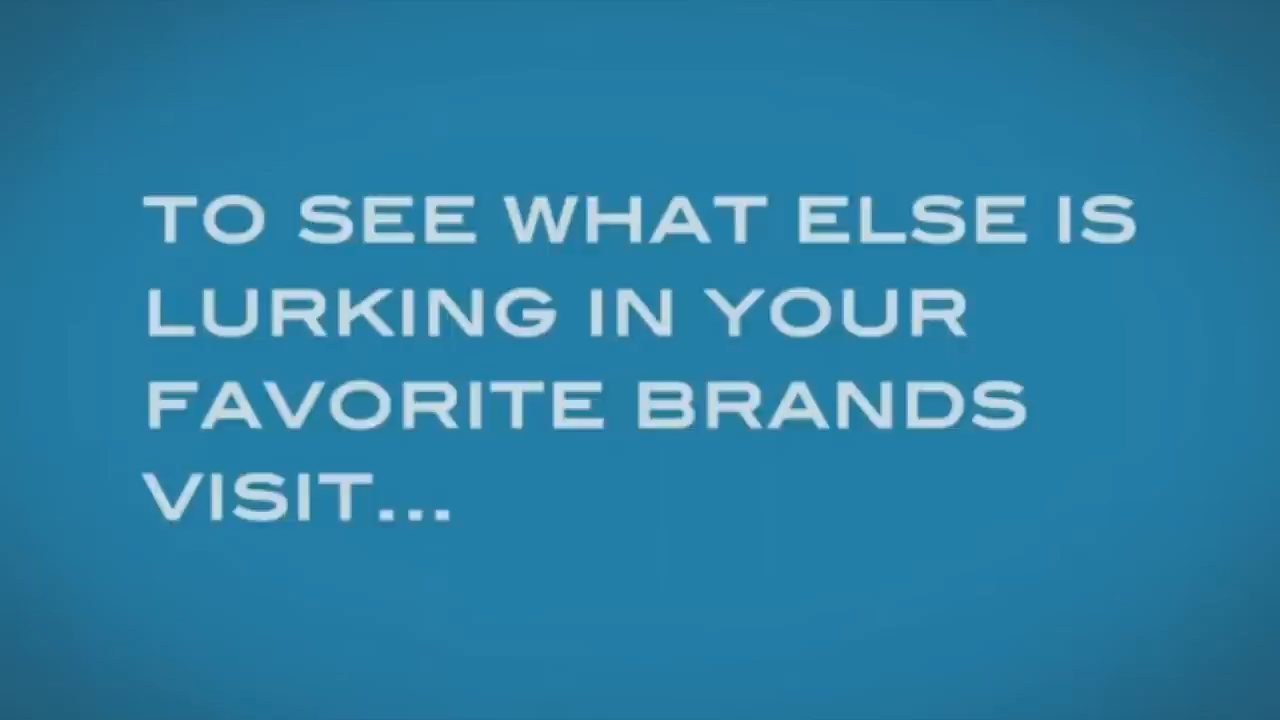 TO SEE WHAT ELSE IS
LURKING IN YOUR
FAVORITE BRANDS
VISIT...